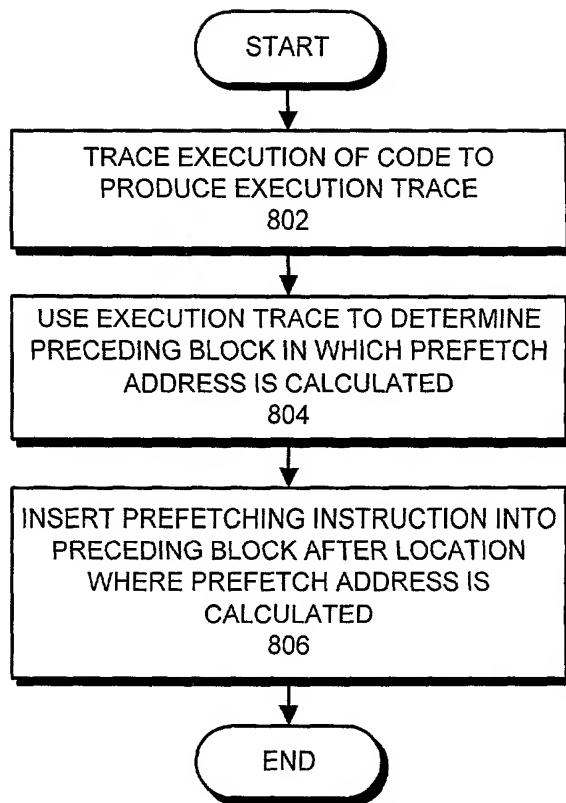 START
TRACE EXECUTION OF CODE TO
PRODUCE EXECUTION TRACE
802
USE EXECUTION TRACE TO DETERMINE
PRECEDING BLOCK IN WHICH PREFETCH
ADDRESS IS CALCULATED
804
INSERT PREFETCHING INSTRUCTION INTO
PRECEDING BLOCK AFTER LOCATION
WHERE PREFETCH ADDRESS IS
CALCULATED
806
END